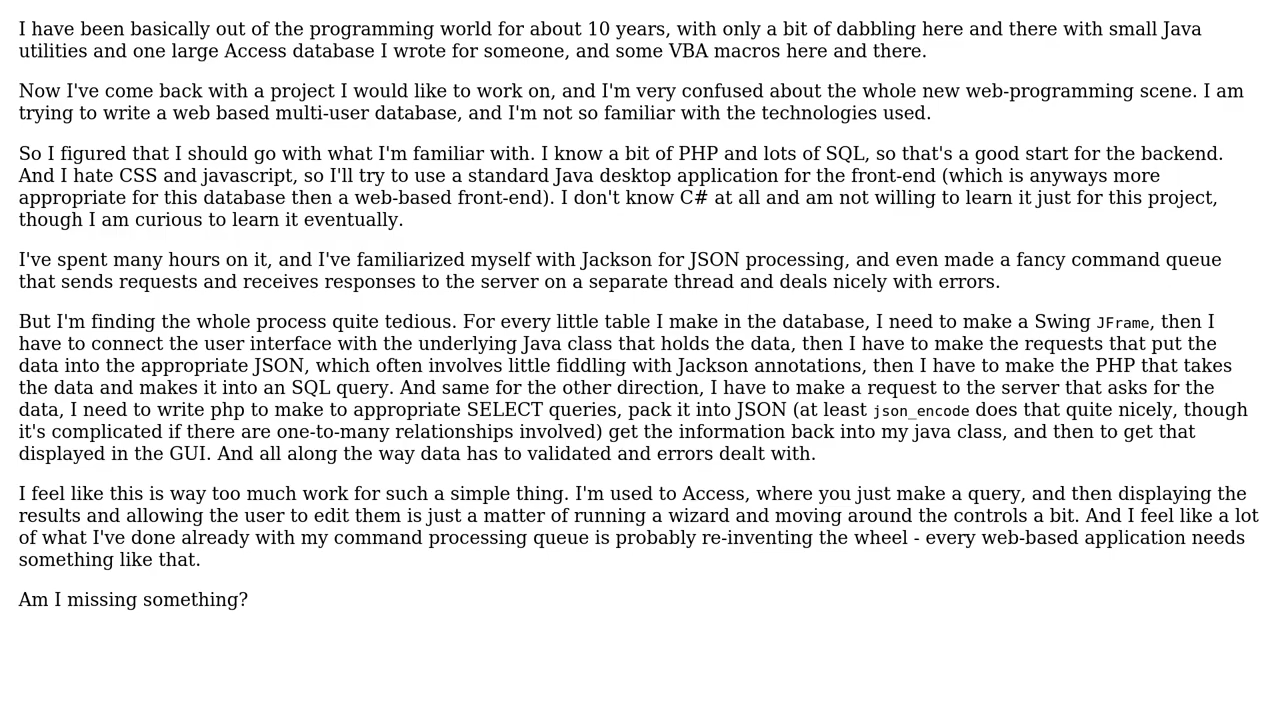 I have been basically out of the programming world for about 10 years, with only a bit of dabbling here and there with small Java
utilities and one large Access database I wrote for someone, and some VBA macros here and there.
Now I've come back with a project I would like to work on, and I'm very confused about the whole new web-programming scene. I am
trying to write a web based multi-user database, and I'm not so familiar with the technologies used.
So I figured that I should go with what I'm familiar with. I know a bit of PHP and lots of SQL, so that's a good start for the backend.
And I hate CSS and javascript, so I'll try to use a standard Java desktop application for the front-end (which is anyways more
appropriate for this database then a web-based front-end). I don't know C# at all and am not willing to learn it just for this project,
though I am curious to learn it eventually.
I've spent many hours on it, and I've familiarized myself with Jackson for JSON processing, and even made a fancy command queue
that sends requests and receives responses to the server on a separate thread and deals nicely with errors.
But I'm finding the whole process quite tedious. For every little table I make in the database, I need to make a Swing JFrame, then I
have to connect the user interface with the underlying Java class that holds the data, then I have to make the requests that put the
data into the appropriate JSON, which often involves little fiddling with Jackson annotations, then I have to make the PHP that takes
the data and makes it into an SQL query. And same for the other direction, I have to make a request to the server that asks for the
data, I need to write php to make to appropriate SELECT queries, pack it into JSON (at least json_encode does that quite nicely, though
it's complicated if there are one-to-many relationships involved) get the information back into my java class, and then to get that
displayed in the GUI. And all along the way data has to validated and errors dealt with.
I feel like this is way too much work for such a simple thing. I'm used to Access, where you just make a query, and then displaying the
results and allowing the user to edit them is just a matter of running a wizard and moving around the controls a bit. And I feel like a lot
of what I've done already with my command processing queue is probably re-inventing the wheel - every web-based application needs
something like that.
Am I missing something?